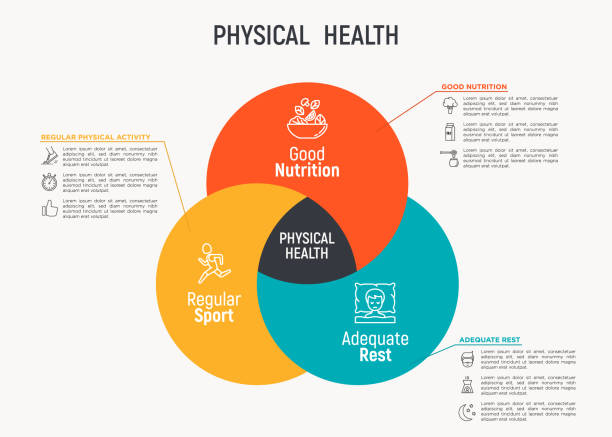 PHYSICAL HEALTH
GOOD NUTRITION
Lorem ipsum dolor sit amet, consectetuer
adipiscing elit, sed diam nonummy nibh
euismod tincidunt ut laoreet dolore magna
aliquam erat volutpat.
Lorem ipsum dolor sit amet, consectetuer
adipiscing elit, sed diam nonummy nibh
euismod tincidunt ut laoreet dolore magna
aliquam erat volutpat.
Lorem ipsum dolor sit amet, consectetuer
adipiscing elit, sed diam nonummy nibh
euismod tincidunt ut laoreet dolore magna
aliquam erat volutpat.
REGULAR PHYSICAL ACTIVITY
Lorem ipsum dolor sit amet, consectetuer
adipiscing elit, sed diam nonummy nibh
euismod tincidunt ut laoreet dolore magna
aliquam erat volutpat.
Lorem ipsum dolor sit amet, consectetuer
adipiscing elit, sed diam nonummy nibh
euismod tincidunt ut laoreet dolore magna
aliquam erat volutpat.
Lorem ipsum dolor sit amet, consectetuer
adipiscing elit, sed diam nonummy nibh
euismod tincidunt ut laoreet dolore magna
aliquam erat volutpat.
Good
Nutrition
PHYSICAL
HEALTH
Regular
Sport
Adequate
Rest
ADEQUATE REST
Lorem ipsum dolor sit amet, consectetuer
adipiscing elit, sed diam nonummy nibh
euismod tincidunt ut laoreet dolore magna
aliquam erat volutpat.
Lorem ipsum dolor sit amet, consectetuer
adipiscing elit, sed diam nonummy nibh
euismod tincidunt ut laoreet dolore magna
aliquam erat volutpat.
Lorem ipsum dolor sit amet, consectetuer
adipiscing elit, sed diam nonummy nibh
euismod tincidunt ut laoreet dolore magna
aliquam erat volutpat.